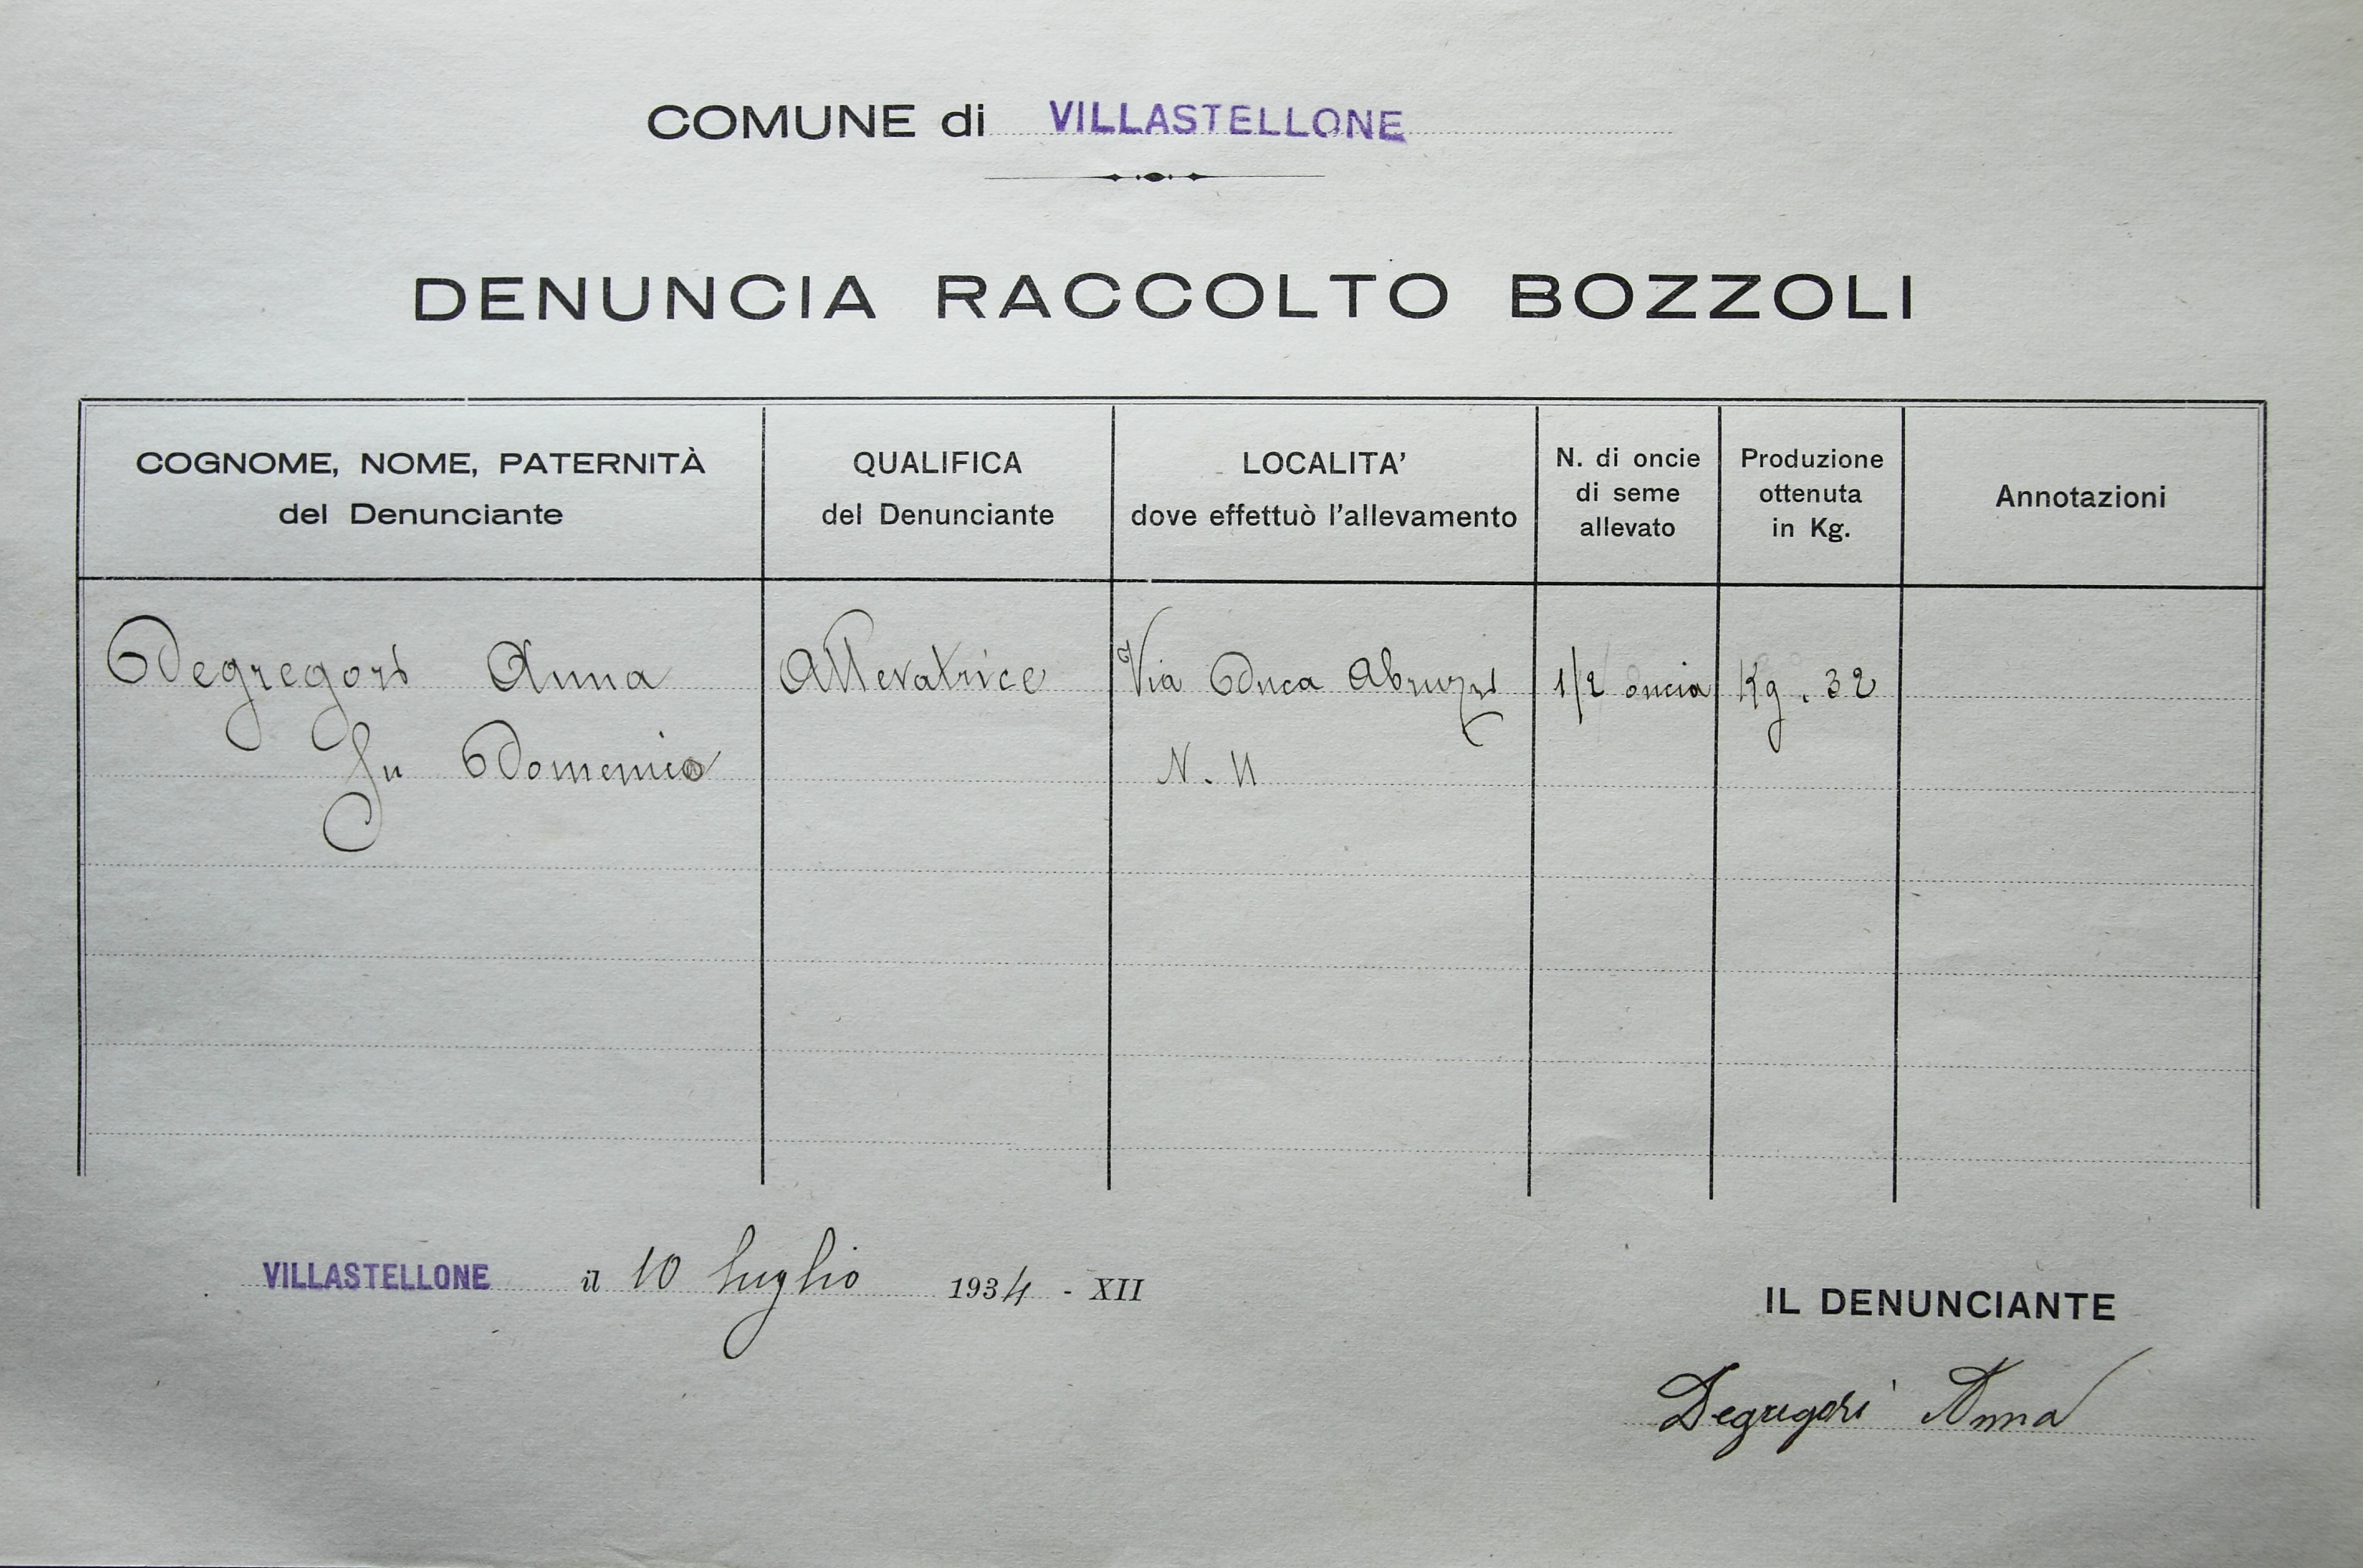 COMUNE di VILLASTELLONE
DENUNCIA RACCOLTO BOZZOLI
COGNOME, NOME, PATERNITÀ
del Denunciante
QUALIFICA
del Denunciante
LOCALITA'
dove effettuò l'allevamento
N. di oncie
di seme
allevato
Produzione
ottenuta
in Kg.
Annotazioni
Degregori Anna
fu Domenico
Allevatrice
Via Duca Abruzzi
N. 11
1/2 oncia
Kg. 32
VILLASTELLONE il 10 luglio 1934 - XII
IL DENUNCIANTE
Degregori Anna